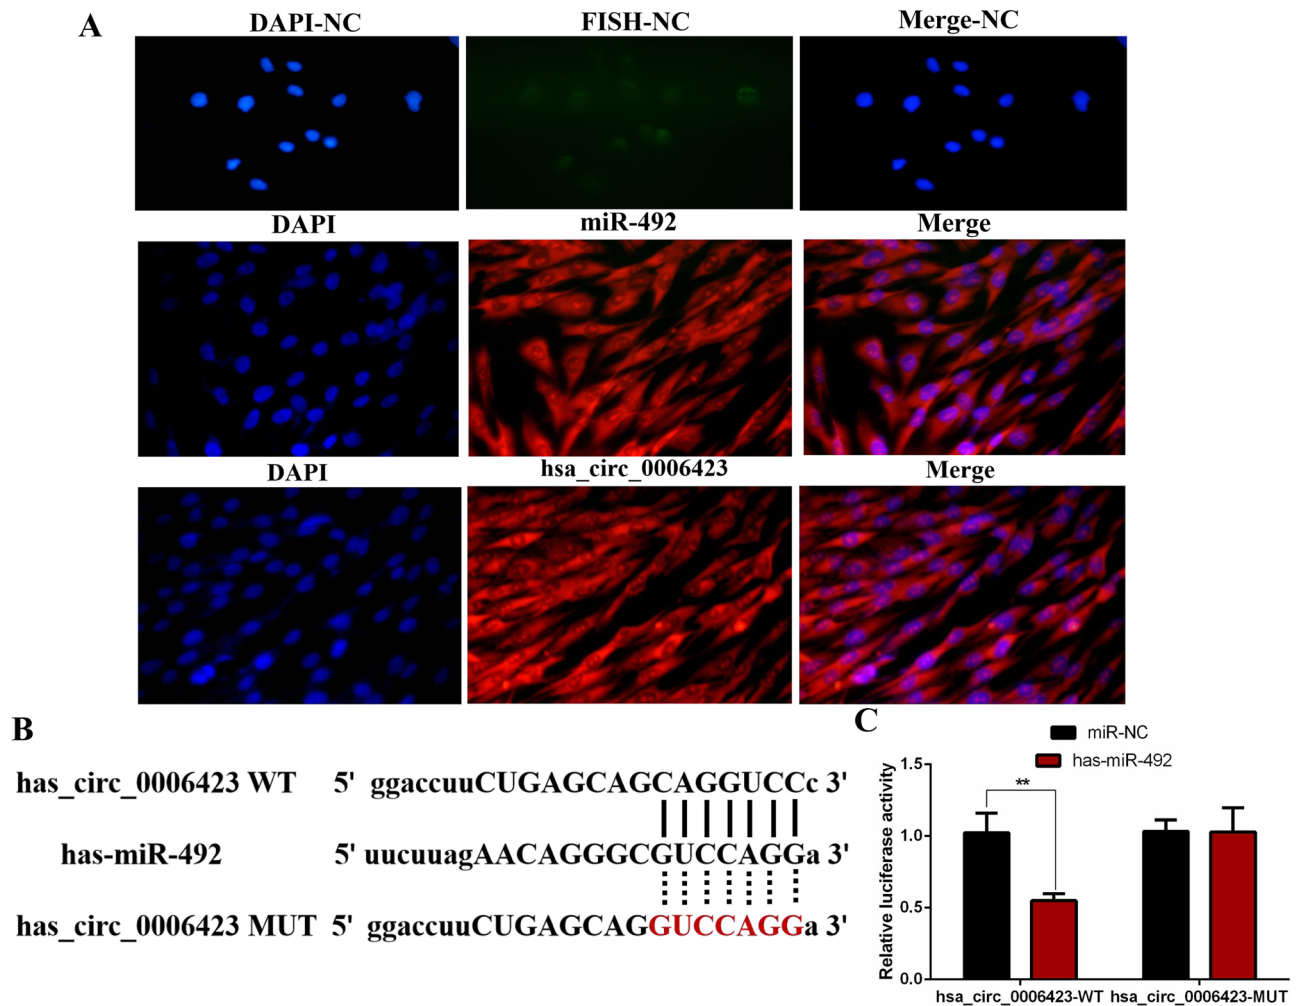 A
DAPI-NC FISH-NC Merge-NC
DAPI miR-492 Merge
DAPI hsa_circ_0006423 Merge
B
has_circ_0006423 WT 5' ggaccuuCUGAGCAGCAGGUCCc 3'
has-miR-492 5' uucuuagAACAGGGCGUCCAGGa 3'
has_circ_0006423 MUT 5' ggaccuuCUGAGCAGGUCCAGGa 3'
C
miR-NC
has-miR-492
Relative luciferase activity
1.5
1.0
0.5
0.0
**
hsa_circ_0006423-WT hsa_circ_0006423-MUT